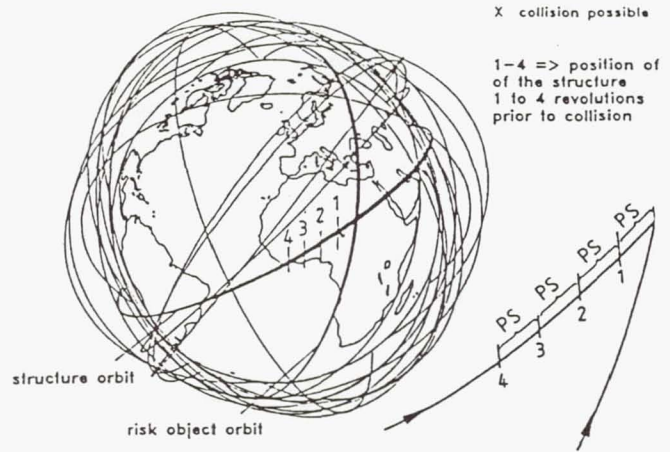 X collision possible
1-4 => position of
of the structure
1 to 4 revolutions
prior to collision
1
2
3
4
PS
PS
PS
PS
1
2
3
4
structure orbit
risk object orbit